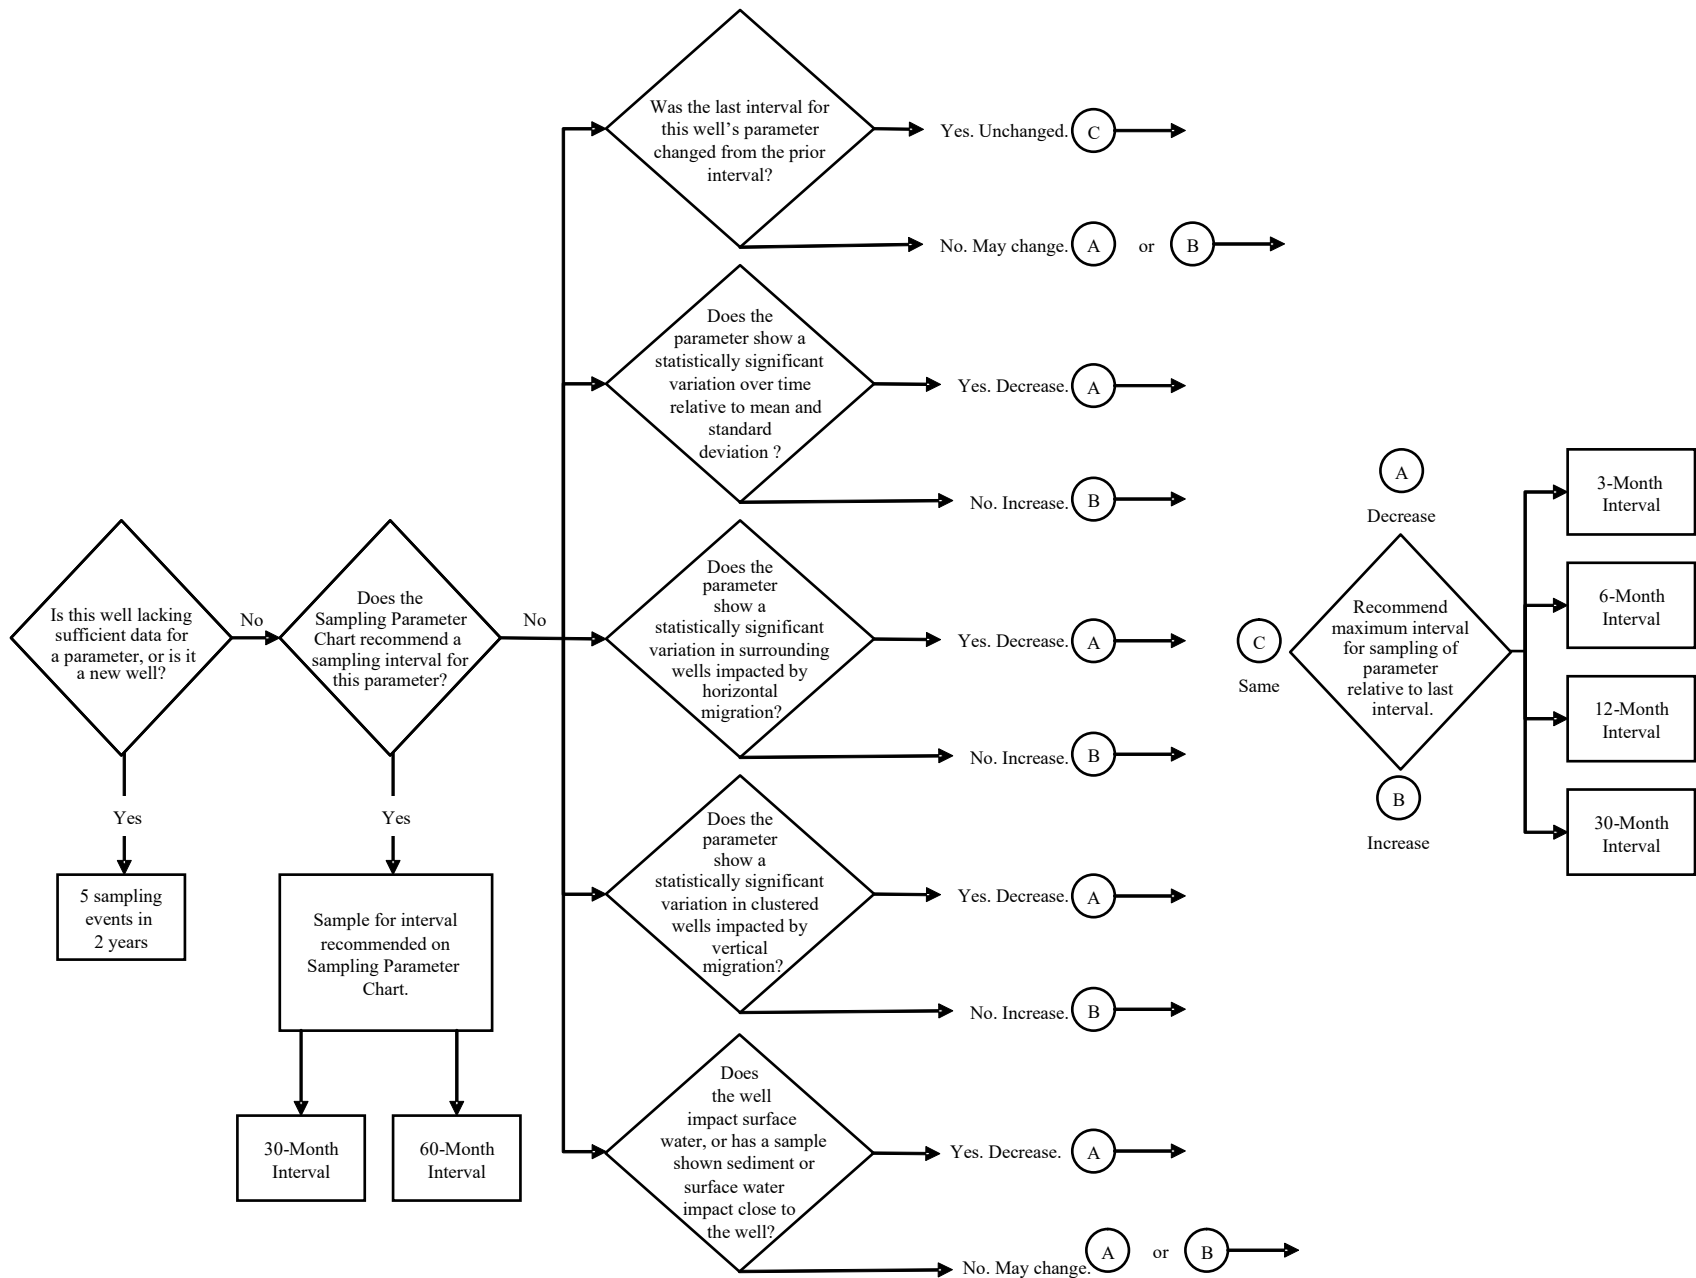 Is this well lacking
sufficient data for
a parameter, or is it
a new well?
No
Yes
5 sampling
events in
2 years
Does the
Sampling Parameter
Chart recommend a
sampling interval for
this parameter?
No
Yes
Sample for interval
recommended on
Sampling Parameter
Chart.
30-Month
Interval
60-Month
Interval
Was the last interval for
this well’s parameter
changed from the prior
interval?
Yes. Unchanged. C
No. May change. A or B
Does the
parameter show a
statistically significant
variation over time
relative to mean and
standard
deviation ?
Yes. Decrease. A
No. Increase. B
Does the
parameter
show a
statistically significant
variation in surrounding
wells impacted by
horizontal
migration?
Yes. Decrease. A
No. Increase. B
Does the
parameter
show a
statistically significant
variation in clustered
wells impacted by
vertical
migration?
Yes. Decrease. A
No. Increase. B
Does
the well
impact surface
water, or has a sample
shown sediment or
surface water
impact close to
the well?
Yes. Decrease. A
No. May change. A or B
A
Decrease
C
Same
Recommend
maximum interval
for sampling of
parameter
relative to last
interval.
B
Increase
3-Month
Interval
6-Month
Interval
12-Month
Interval
30-Month
Interval